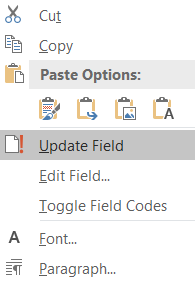 Cut
Copy
Paste Options:
A
Update Field
Edit Field...
Toggle Field Codes
A Font...
Paragraph...